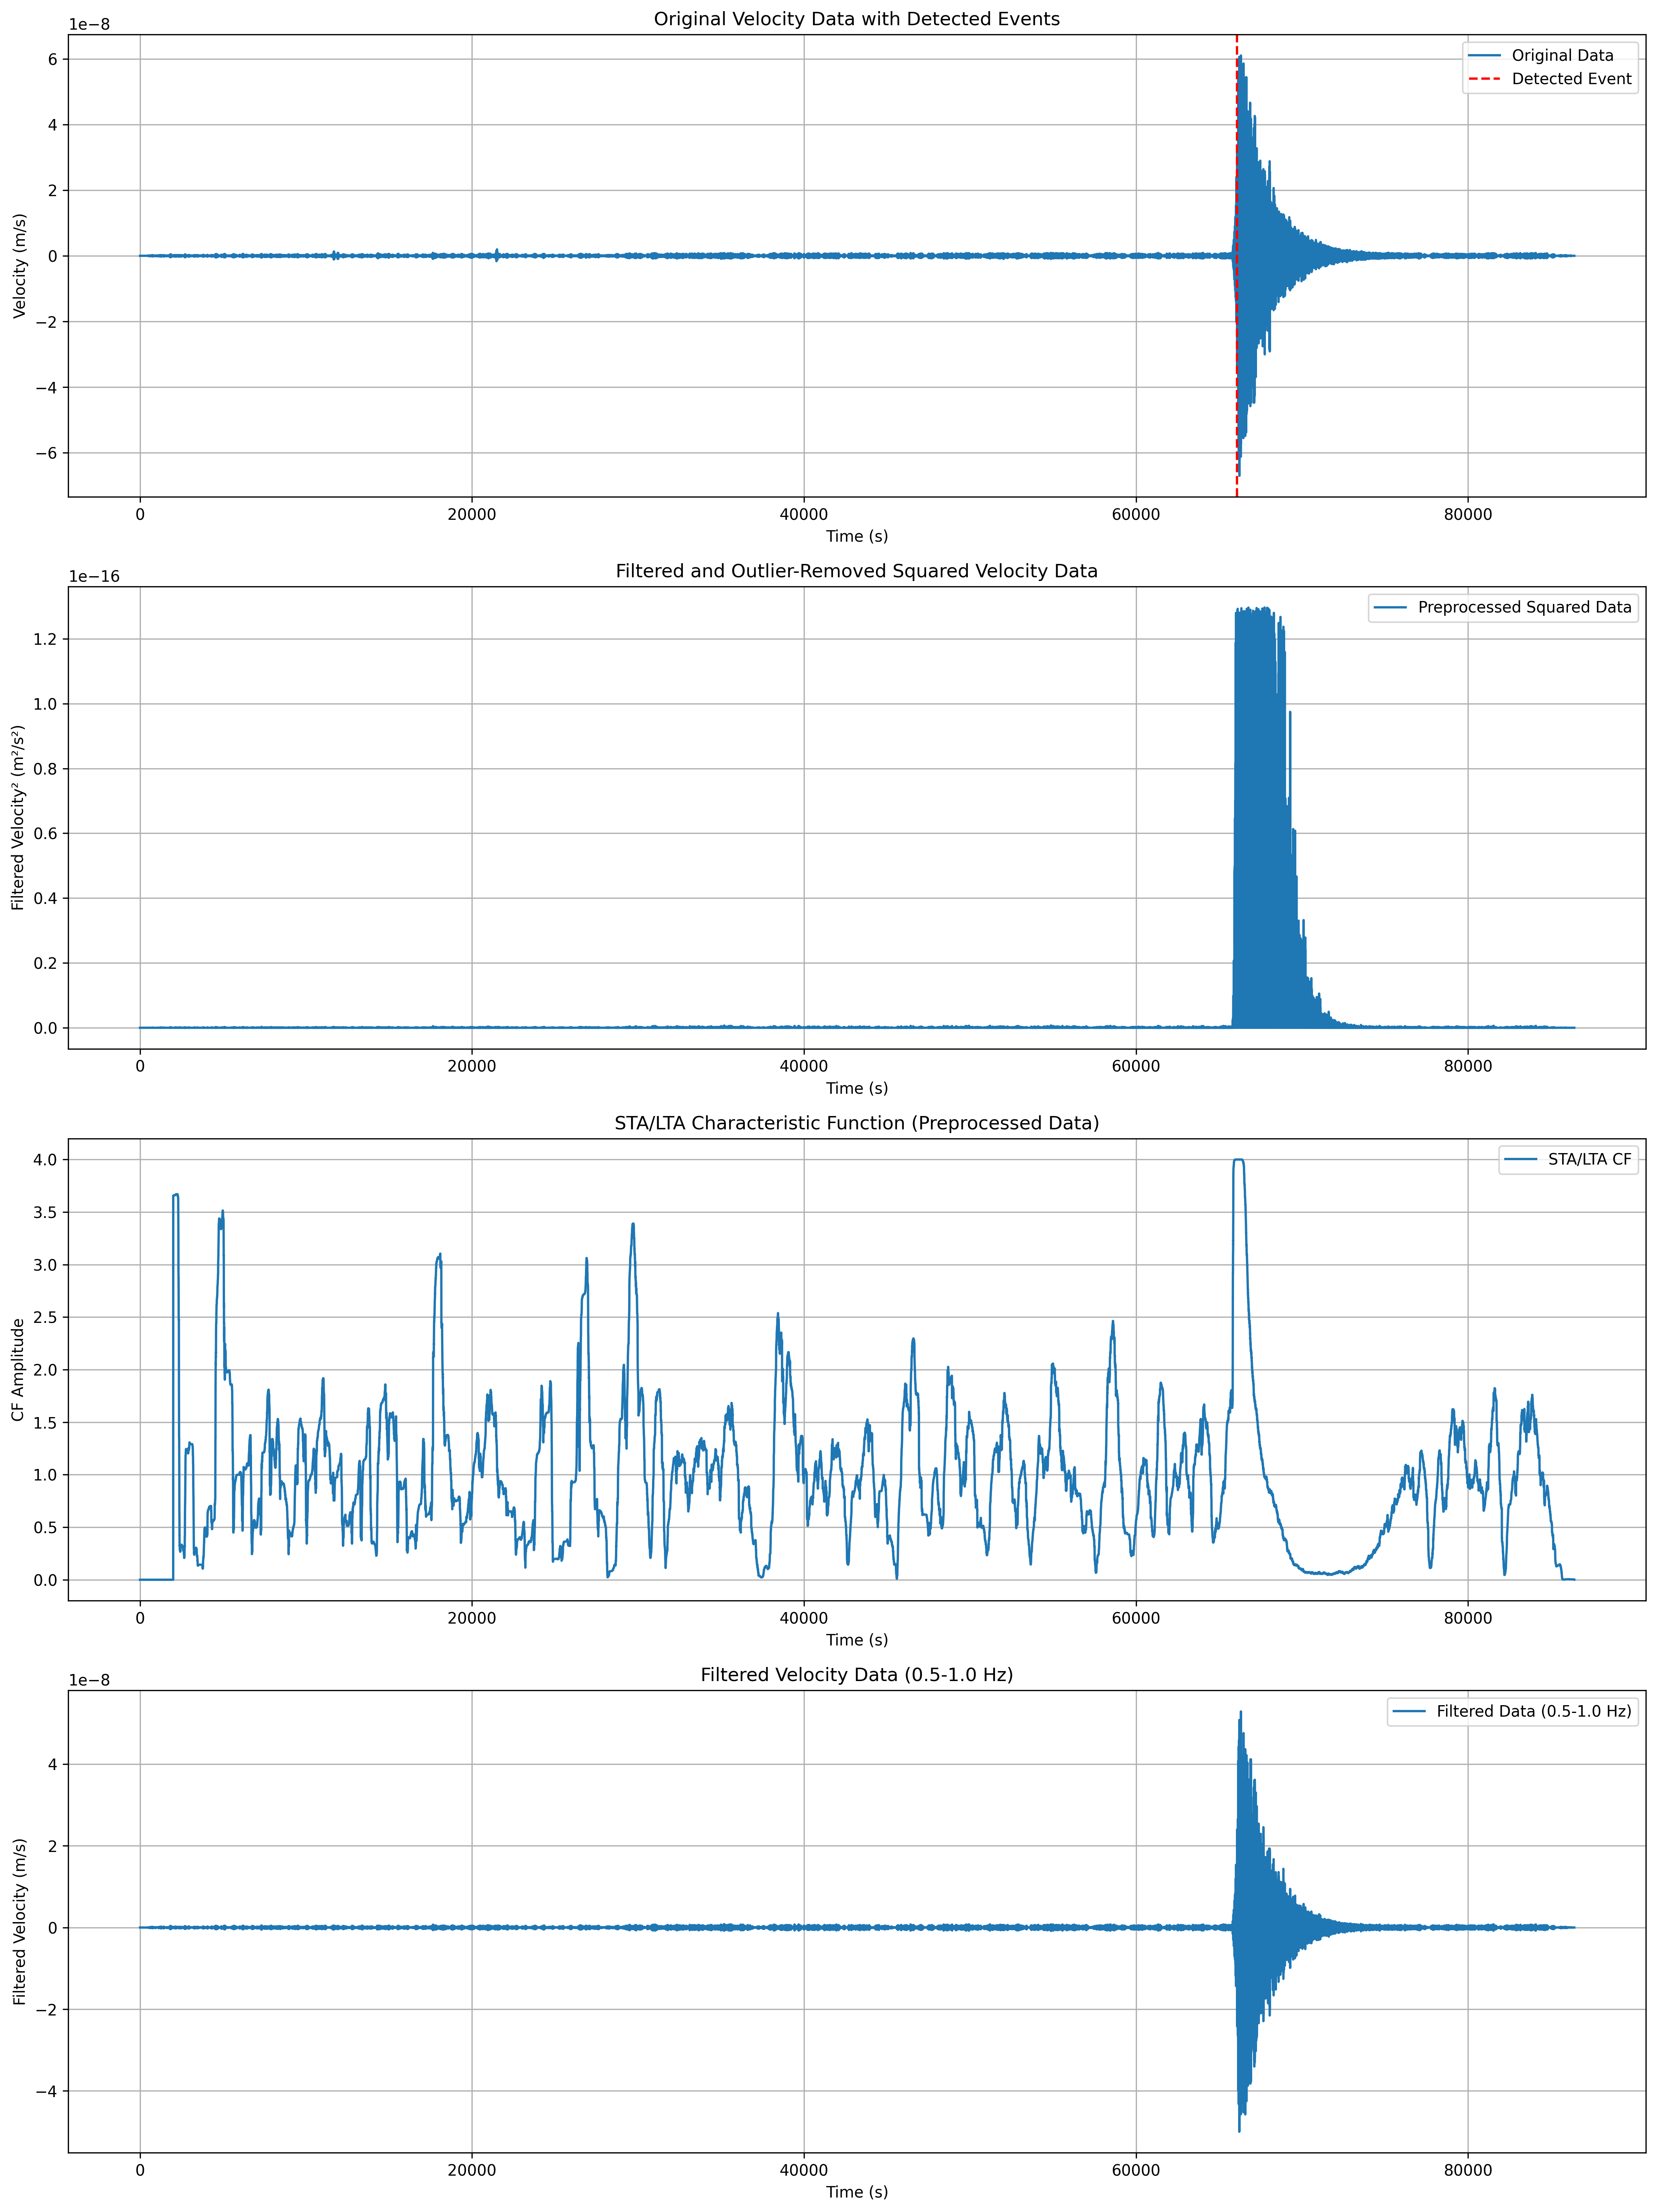 Original Velocity Data with Detected Events
1e−8
Velocity (m/s)
6
4
2
0
−2
−4
−6
Original Data
Detected Event
0 20000 40000 60000 80000
Time (s)
Filtered and Outlier-Removed Squared Velocity Data
1e−16
Filtered Velocity² (m²/s²)
1.2
1.0
0.8
0.6
0.4
0.2
0.0
Preprocessed Squared Data
0 20000 40000 60000 80000
Time (s)
STA/LTA Characteristic Function (Preprocessed Data)
CF Amplitude
4.0
3.5
3.0
2.5
2.0
1.5
1.0
0.5
0.0
STA/LTA CF
0 20000 40000 60000 80000
Time (s)
Filtered Velocity Data (0.5-1.0 Hz)
1e−8
Filtered Velocity (m/s)
4
2
0
−2
−4
Filtered Data (0.5-1.0 Hz)
0 20000 40000 60000 80000
Time (s)